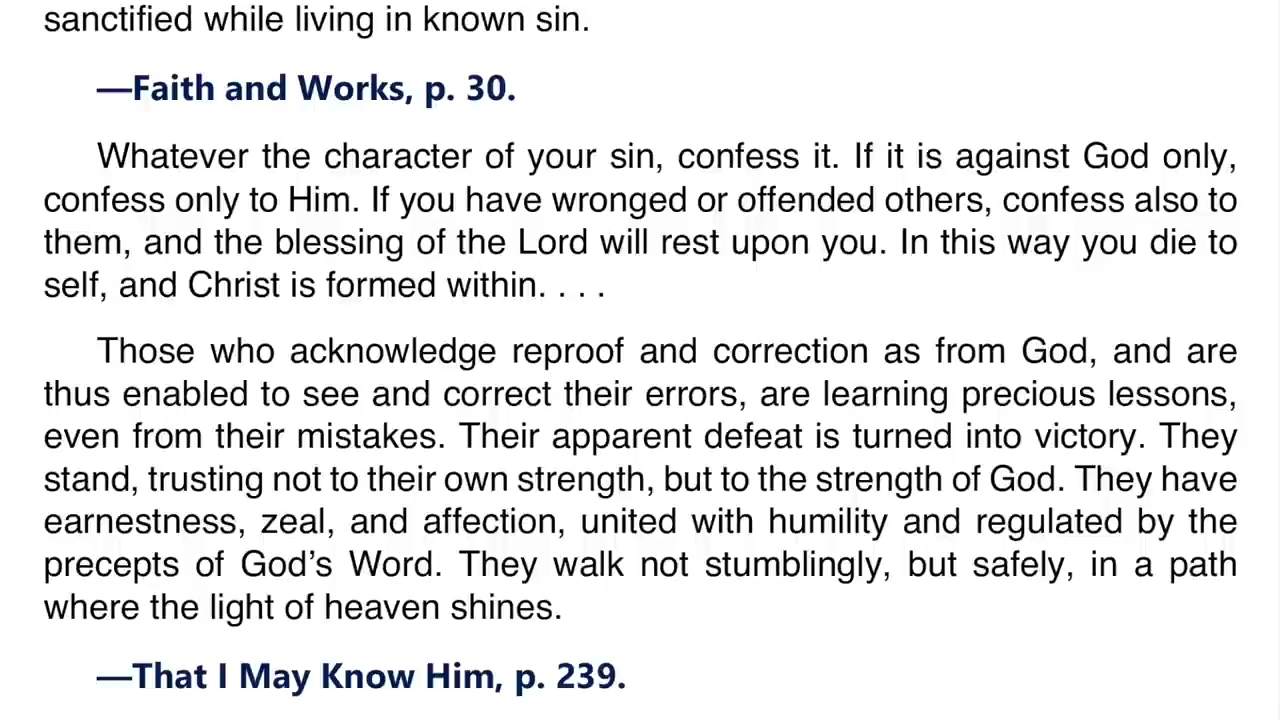 sanctified while living in known sin.
—Faith and Works, p. 30.
Whatever the character of your sin, confess it. If it is against God only,
confess only to Him. If you have wronged or offended others, confess also to
them, and the blessing of the Lord will rest upon you. In this way you die to
self, and Christ is formed within. . . .
Those who acknowledge reproof and correction as from God, and are
thus enabled to see and correct their errors, are learning precious lessons,
even from their mistakes. Their apparent defeat is turned into victory. They
stand, trusting not to their own strength, but to the strength of God. They have
earnestness, zeal, and affection, united with humility and regulated by the
precepts of God’s Word. They walk not stumblingly, but safely, in a path
where the light of heaven shines.
—That I May Know Him, p. 239.